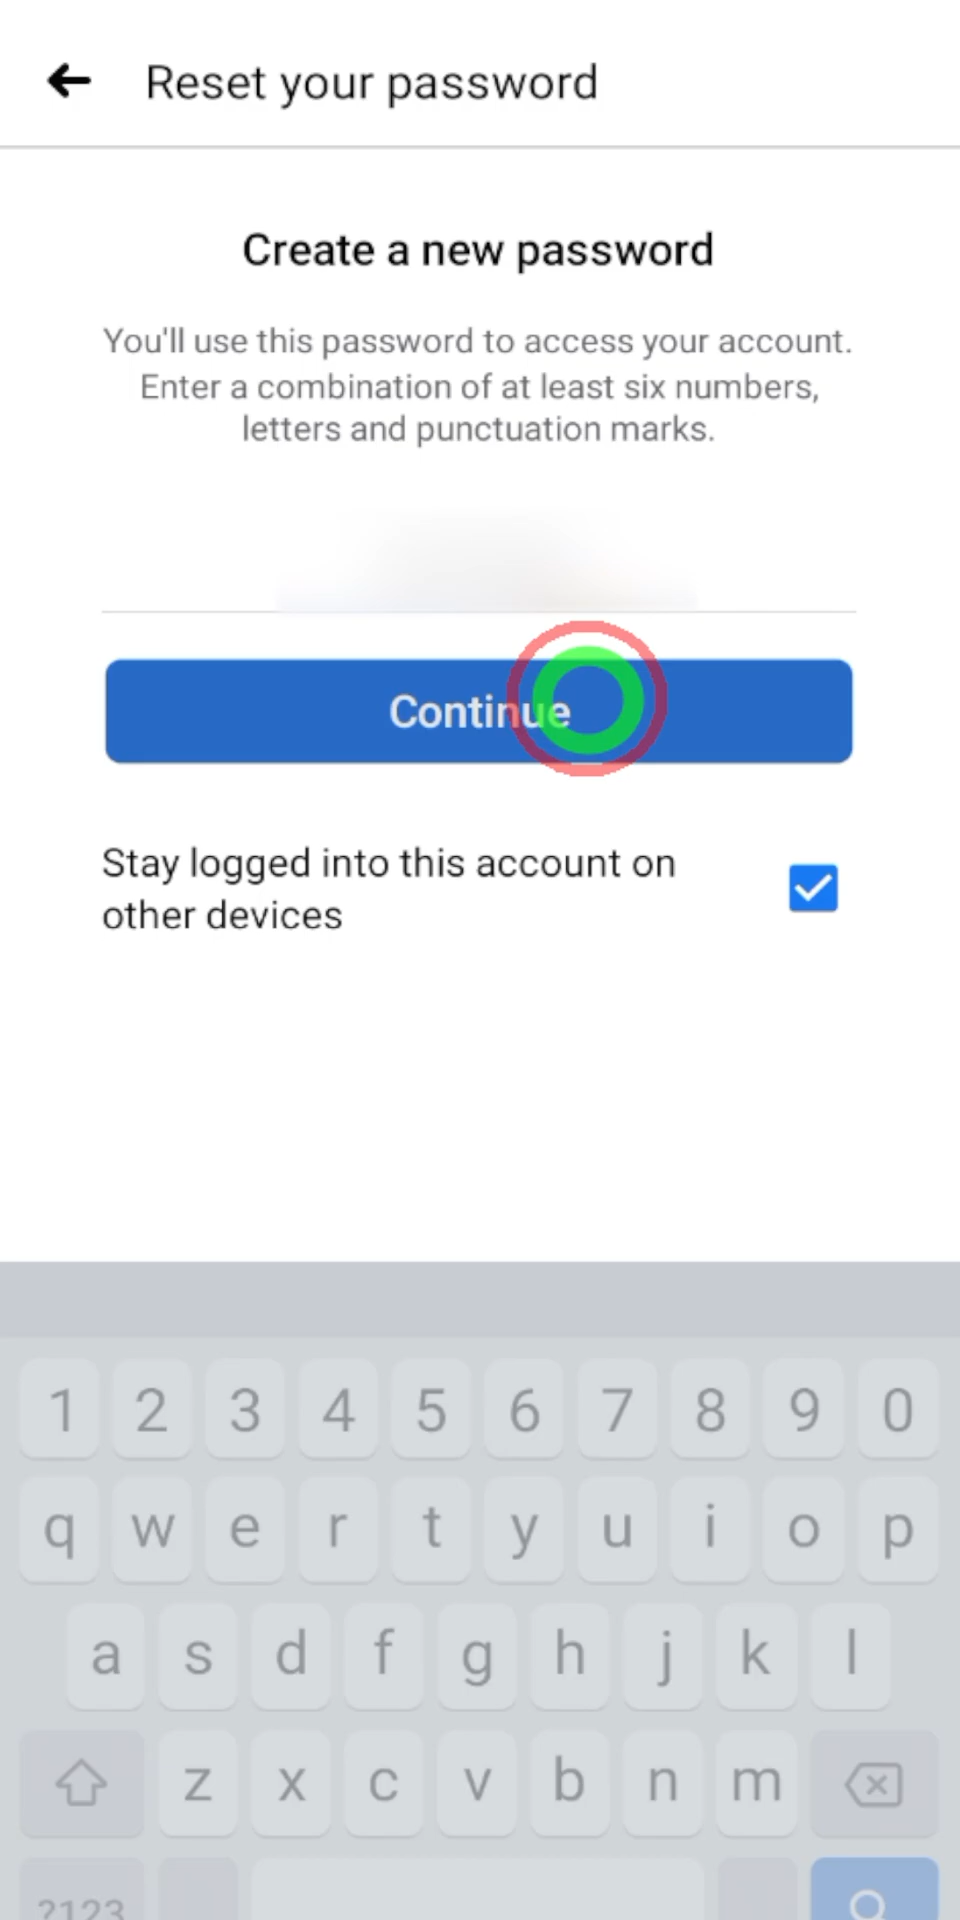 Reset your password
Create a new password
You'll use this password to access your account.
Enter a combination of at least six numbers,
letters and punctuation marks.
Continue
Stay logged into this account on
other devices
1 2 3 4 5 6 7 8 9 0
q w e r t y u i o p
a s d f g h j k l
z x c v b n m
?123